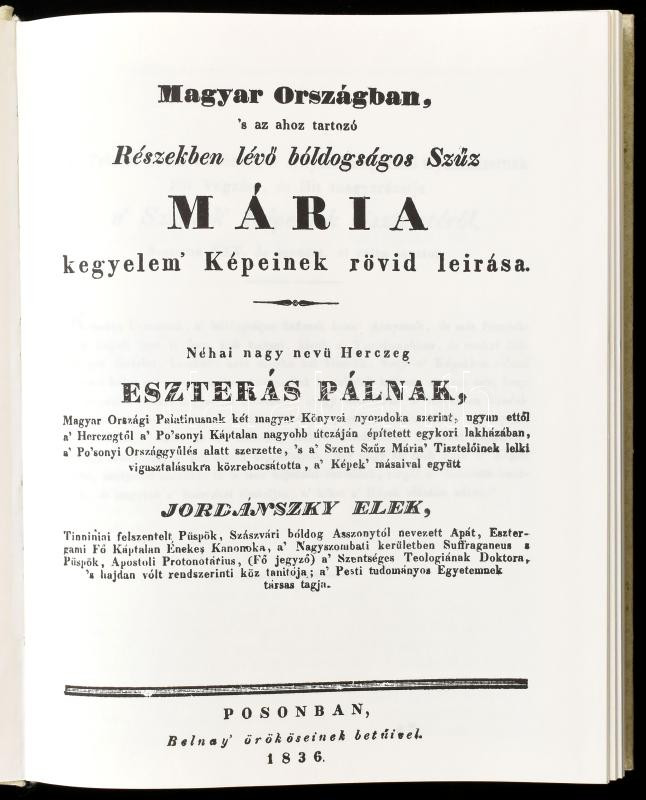 Magyar Országban,
's az ahoz tartozó
Részekben lévő bóldogságos Szűz
MÁRIA
kegyelem' Képeinek rövid leirása.
Néhai nagy nevü Herczeg
ESZTERÁS PÁLNAK,
Magyar Országi Palatinusnak két magyar Könyvei nyomdoka szerint, ugyan ettől
a' Herczegtől a' Po'sonyi Káptalan nagyobb útczáján építetett egykori lakházában,
a' Po'sonyi Országgyűlés alatt szerzette, 's a' Szent Szűz Mária' Tisztelőinek lelki
vigasztalásukra közrebocsátotta, a' Képek' másaival együtt
JORDÁNSZKY ELEK,
Tinniniai felszentelt Püspök, Szászvári bóldog Asszonytól nevezett Apát, Eszter-
gami Fő Káptalan Énekes Kanonoka, a' Nagyszombati kerületben Suffraganeus s
Püspök, Apostoli Protonotárius, (Fő jegyző) a' Szentséges Teologiának Doktora,
's hajdan vólt rendszerinti köz tanitója; a' Pesti tudományos Egyetemnek
társas tagja.
POSONBAN,
Belnay' örököseinek betűivel.
1836.